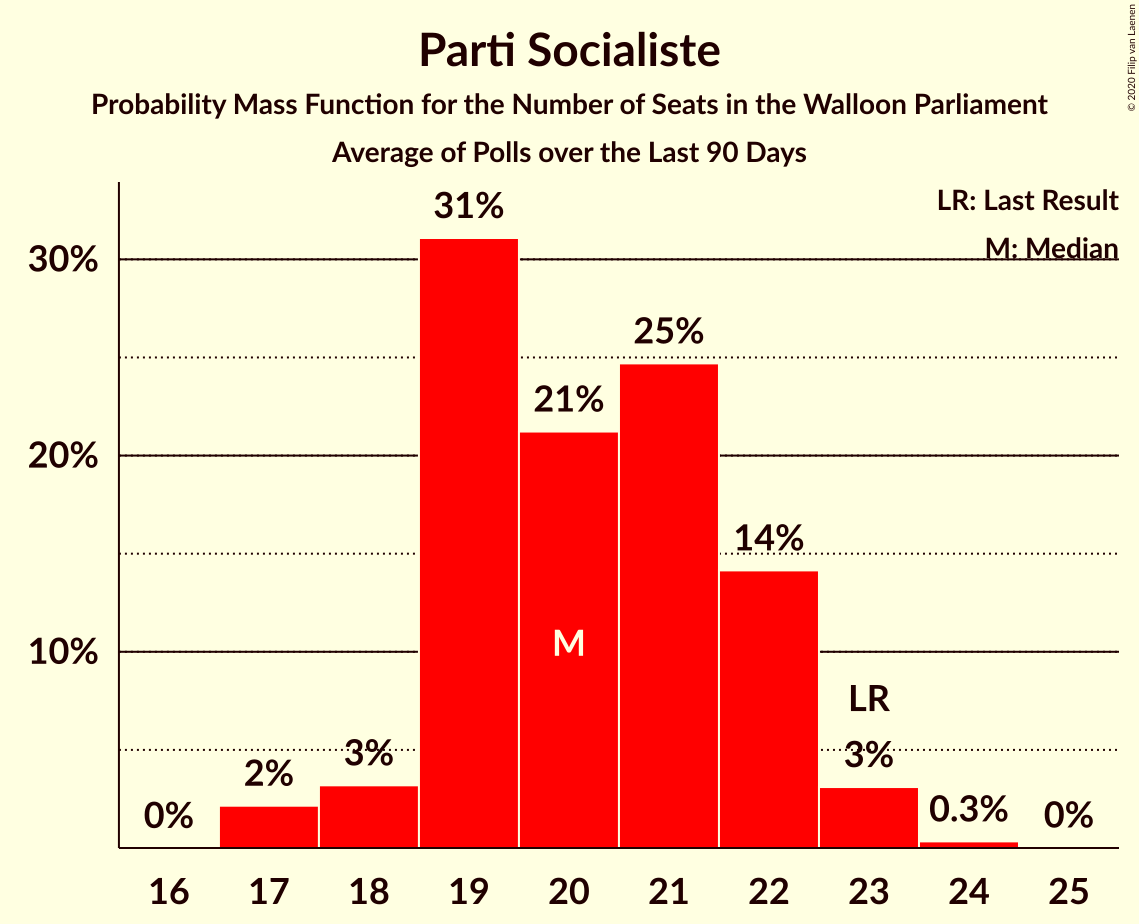 Parti Socialiste
Probability Mass Function for the Number of Seats in the Walloon Parliament
Average of Polls over the Last 90 Days
© 2020 Filip van Laenen
LR: Last Result
M: Median
30%
20%
10%
0%
2%
3%
31%
21%
25%
14%
3%
0.3%
0%
M
LR
16 17 18 19 20 21 22 23 24 25